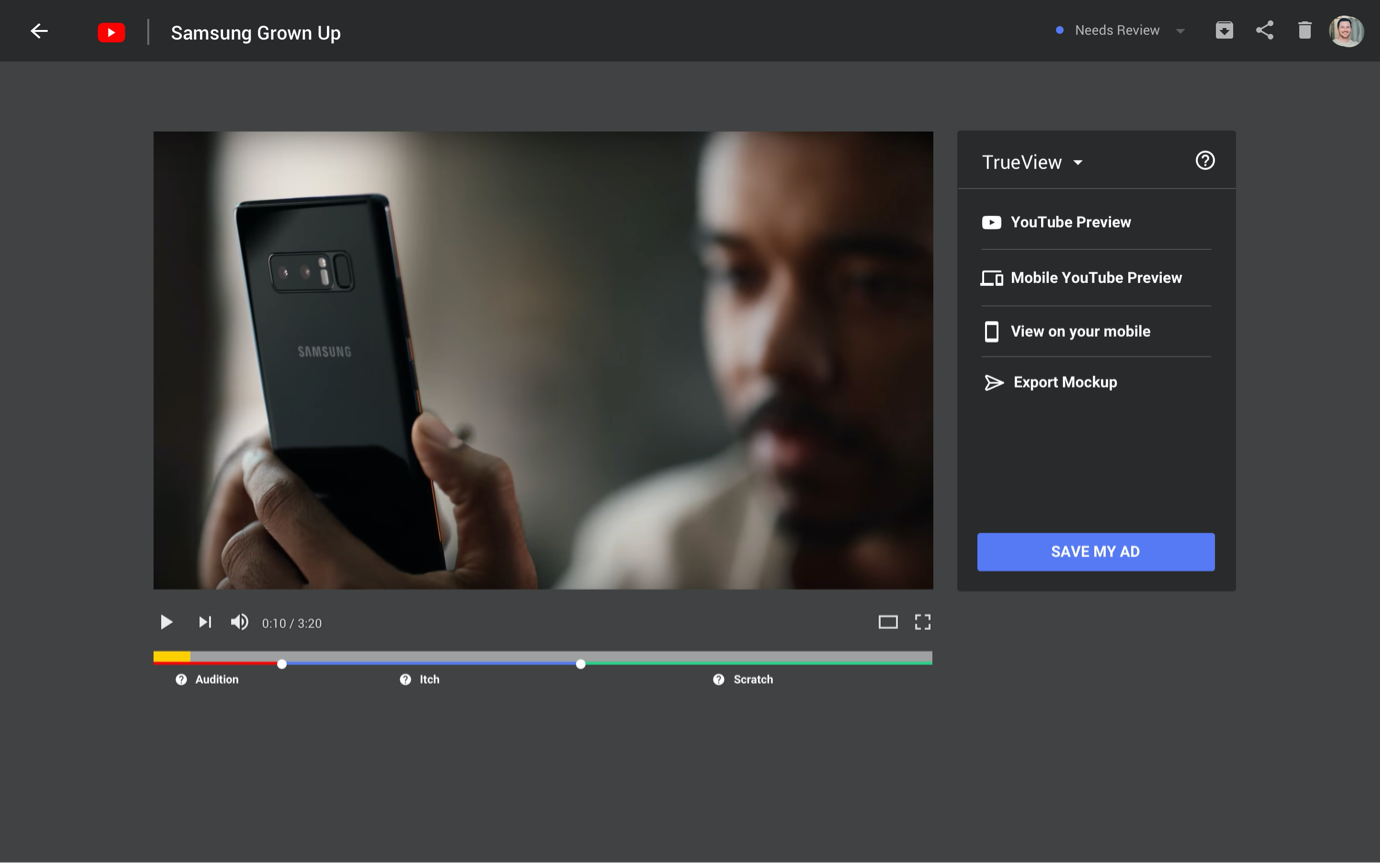 Samsung Grown Up
Needs Review
TrueView
YouTube Preview
Mobile YouTube Preview
View on your mobile
Export Mockup
SAVE MY AD
SAMSUNG
0:10 / 3:20
Audition
Itch
Scratch